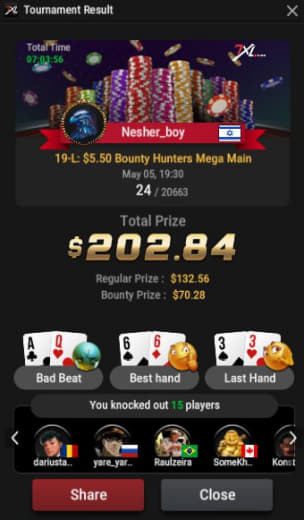 7XL Tournament Result
Total Time
07:03:56
7XL
Nesher_boy
19-L: $5.50 Bounty Hunters Mega Main
May 05, 19:30
24 / 20663
Total Prize
$202.84
Regular Prize : $132.56
Bounty Prize : $70.28
A Q 6 6 3 3
Bad Beat Best hand Last Hand
You knocked out 15 players
dariusta.. yare_yar.. Raulzeira SomeKh.. Konst
Share Close